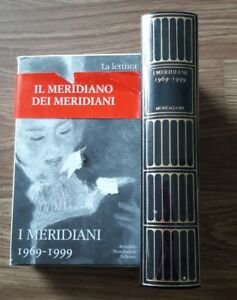 La lettura
IL MERIDIANO
DEI MERIDIANI
I MERIDIANI
1969-1999
Arnoldo
Mondadori
Editore
I MERIDIANI
1969-1999
MONDADORI